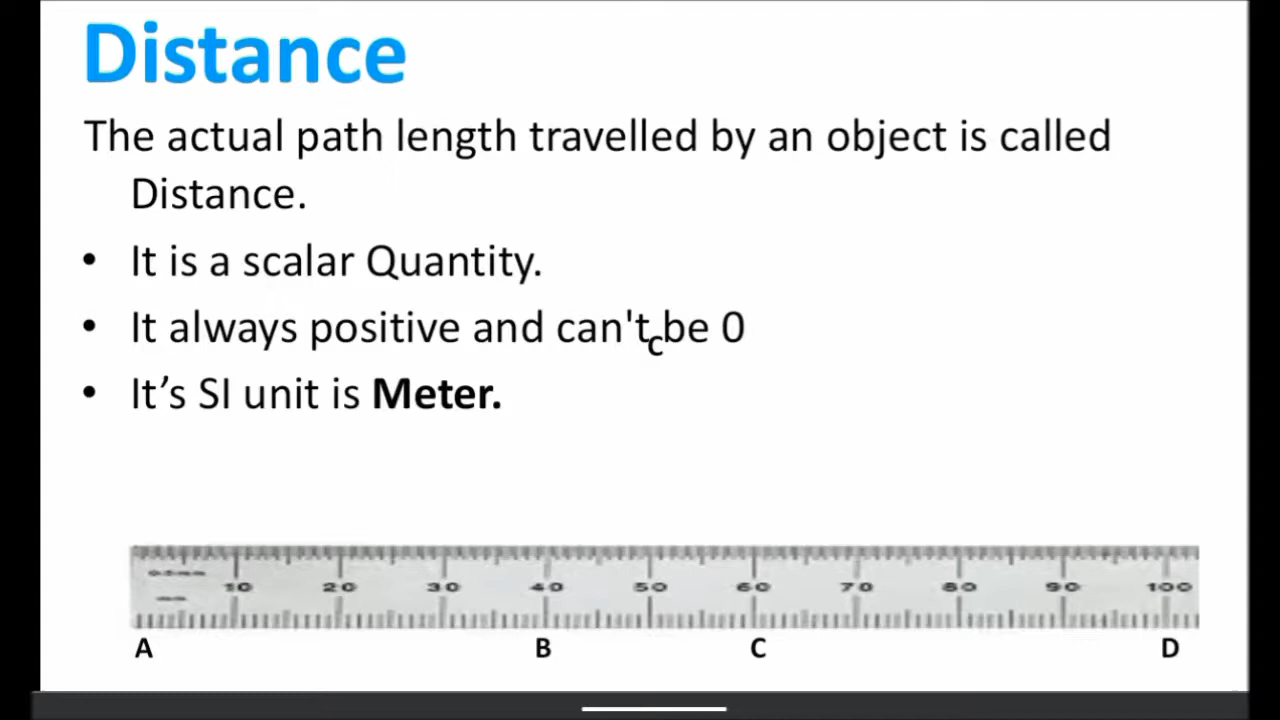 Distance
The actual path length travelled by an object is called
Distance.
• It is a scalar Quantity.
• It always positive and can't be 0
c
• It’s SI unit is Meter.
10 20 30 40 50 60 70 80 90 100
A B C D